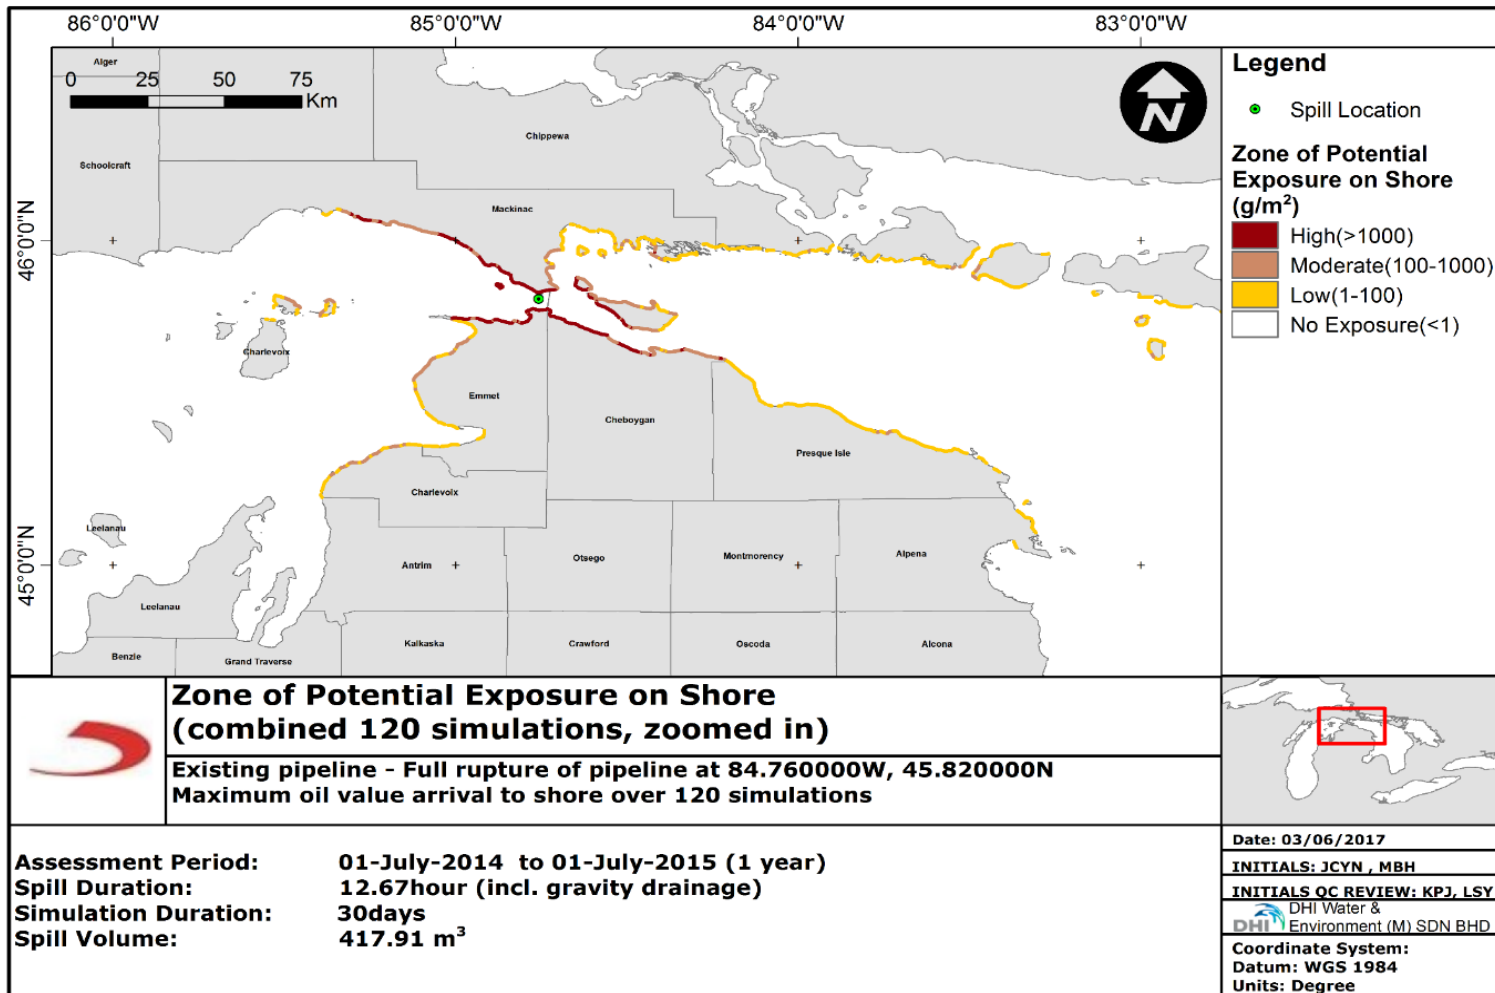 86°0'0"W 85°0'0"W 84°0'0"W 83°0'0"W
46°0'0"N
45°0'0"N
0 25 50 75
Km
Alger
Schoolcraft
Chippewa
Mackinac
Charlevoix
Emmet
Cheboygan
Presque Isle
Charlevoix
Leelanau
Antrim
Otsego
Montmorency
Alpena
Leelanau
Benzie
Grand Traverse
Kalkaska
Crawford
Oscoda
Alcona
N
Legend
Spill Location
Zone of Potential
Exposure on Shore
(g/m²)
High(>1000)
Moderate(100-1000)
Low(1-100)
No Exposure(<1)
Zone of Potential Exposure on Shore
(combined 120 simulations, zoomed in)
Existing pipeline - Full rupture of pipeline at 84.760000W, 45.820000N
Maximum oil value arrival to shore over 120 simulations
Assessment Period: 01-July-2014 to 01-July-2015 (1 year)
Spill Duration: 12.67hour (incl. gravity drainage)
Simulation Duration: 30days
Spill Volume: 417.91 m³
Date: 03/06/2017
INITIALS: JCYN , MBH
INITIALS QC REVIEW: KPJ, LSY
DHI
DHI Water &
Environment (M) SDN BHD
Coordinate System:
Datum: WGS 1984
Units: Degree